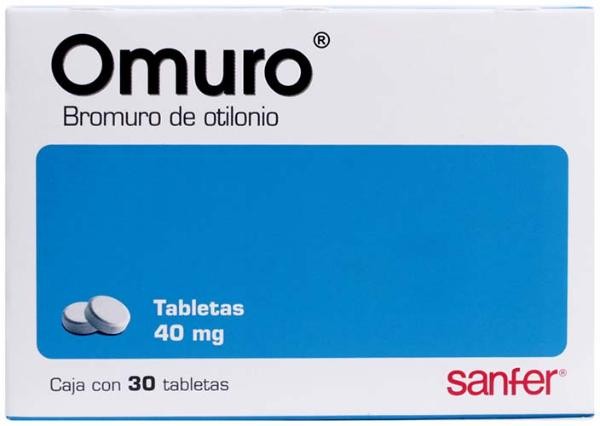 Omuro®
Bromuro de otilonio
Tabletas
40 mg
Caja con 30 tabletas
sanfer®